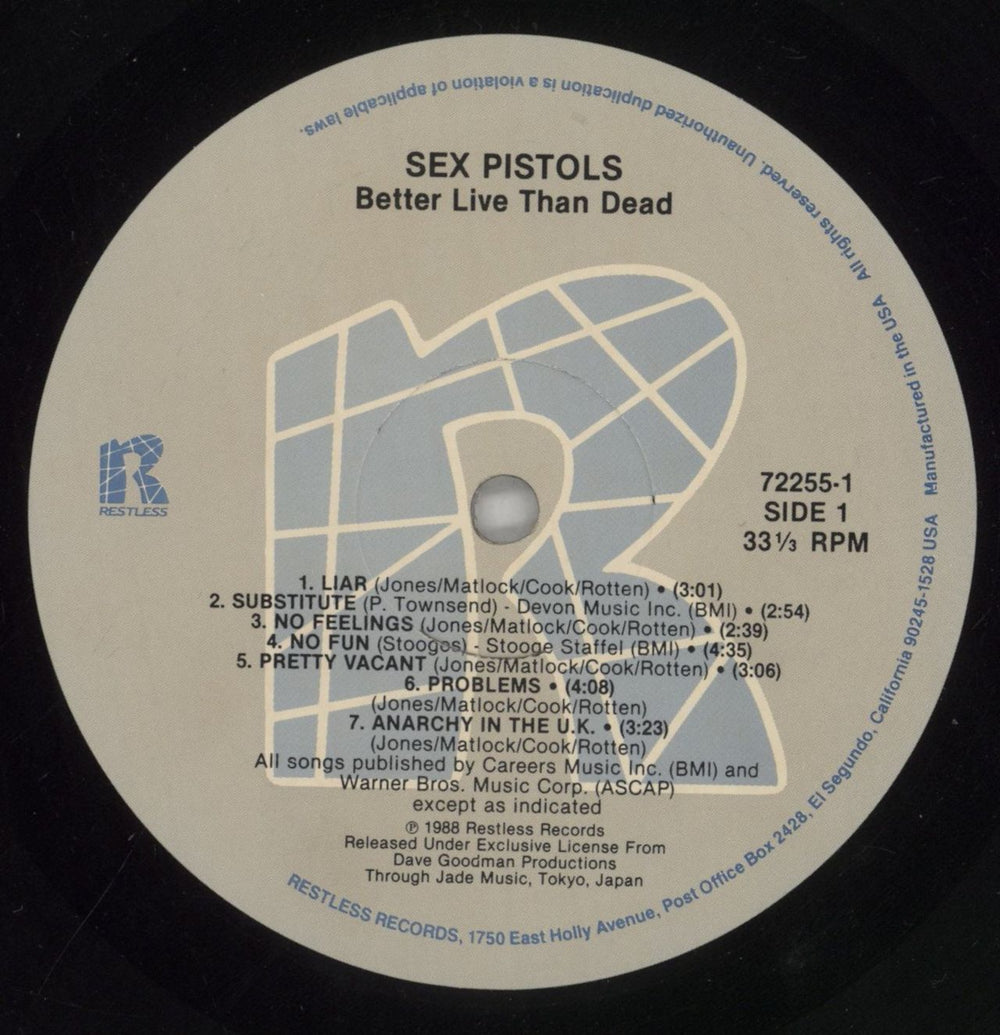 SEX PISTOLS
Better Live Than Dead
RESTLESS
72255-1
SIDE 1
33⅓ RPM
1. LIAR (Jones/Matlock/Cook/Rotten) • (3:01)
2. SUBSTITUTE (P. Townsend) - Devon Music Inc. (BMI) • (2:54)
3. NO FEELINGS (Jones/Matlock/Cook/Rotten) • (2:39)
4. NO FUN (Stooges) - Stooge Staffel (BMI) • (4:35)
5. PRETTY VACANT (Jones/Matlock/Cook/Rotten) • (3:06)
6. PROBLEMS • (4:08)
(Jones/Matlock/Cook/Rotten)
7. ANARCHY IN THE U.K. • (3:23)
(Jones/Matlock/Cook/Rotten)
All songs published by Careers Music Inc. (BMI) and
Warner Bros. Music Corp. (ASCAP)
except as indicated
℗ 1988 Restless Records
Released Under Exclusive License From
Dave Goodman Productions
Through Jade Music, Tokyo, Japan
RESTLESS RECORDS, 1750 East Holly Avenue, Post Office Box 2428, El Segundo, California 90245-1528 USA Manufactured in the USA All rights reserved. Unauthorized duplication is a violation of applicable laws.